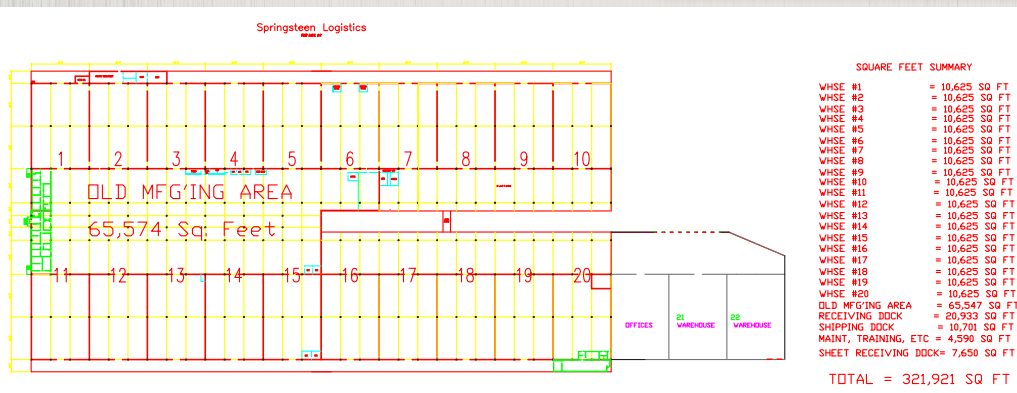 Springsteen Logistics
1 2 3 4 5 6 7 8 9 10
OLD MFG'ING AREA
65,574 Sq. Feet
11 12 13 14 15 16 17 18 19 20
OFFICES
21
WAREHOUSE
22
WAREHOUSE
SQUARE FEET SUMMARY
WHSE #1 = 10,625 SQ FT
WHSE #2 = 10,625 SQ FT
WHSE #3 = 10,625 SQ FT
WHSE #4 = 10,625 SQ FT
WHSE #5 = 10,625 SQ FT
WHSE #6 = 10,625 SQ FT
WHSE #7 = 10,625 SQ FT
WHSE #8 = 10,625 SQ FT
WHSE #9 = 10,625 SQ FT
WHSE #10 = 10,625 SQ FT
WHSE #11 = 10,625 SQ FT
WHSE #12 = 10,625 SQ FT
WHSE #13 = 10,625 SQ FT
WHSE #14 = 10,625 SQ FT
WHSE #15 = 10,625 SQ FT
WHSE #16 = 10,625 SQ FT
WHSE #17 = 10,625 SQ FT
WHSE #18 = 10,625 SQ FT
WHSE #19 = 10,625 SQ FT
WHSE #20 = 10,625 SQ FT
OLD MFG'ING AREA = 65,547 SQ FT
RECEIVING DOCK = 20,933 SQ FT
SHIPPING DOCK = 10,701 SQ FT
MAINT, TRAINING, ETC = 4,590 SQ FT
SHEET RECEIVING DOCK= 7,650 SQ FT
TOTAL = 321,921 SQ FT